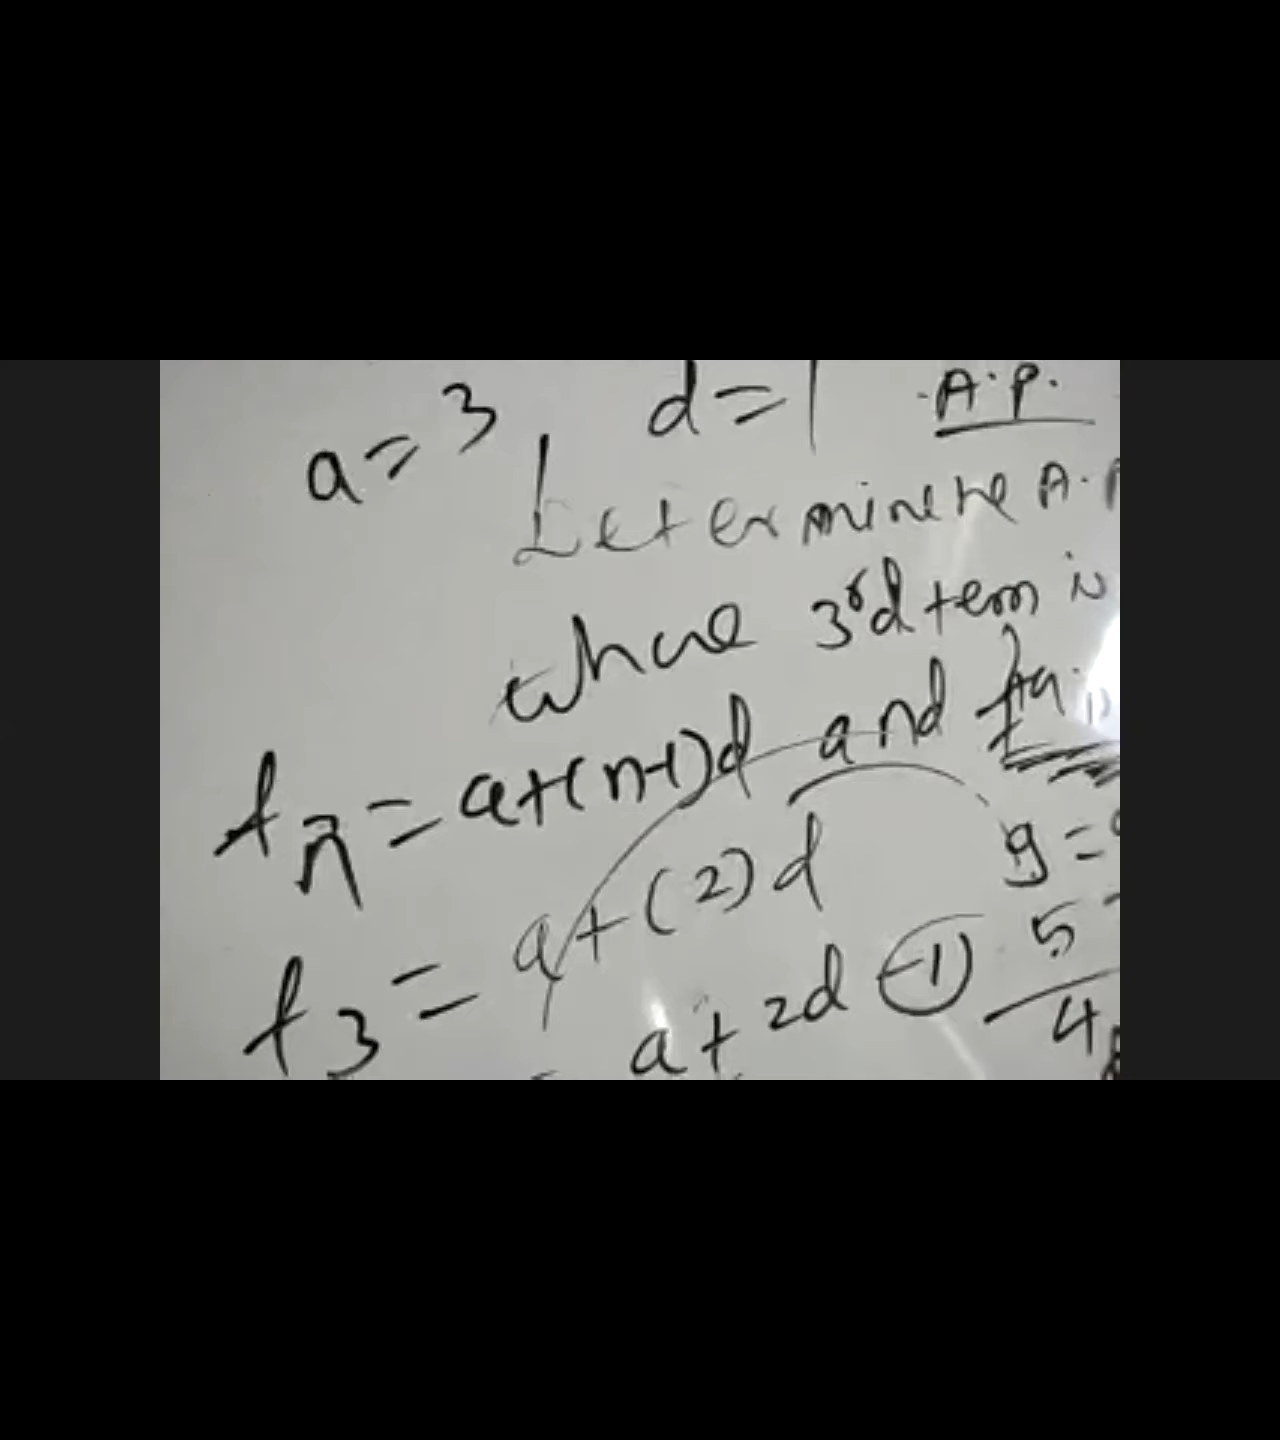 a = 3, d = 1 A.P.
Determine the A.
where 3rd term is
tn = a+(n-1)d and
g =
t3 = a+(2)d
5
a+2d -1)
4